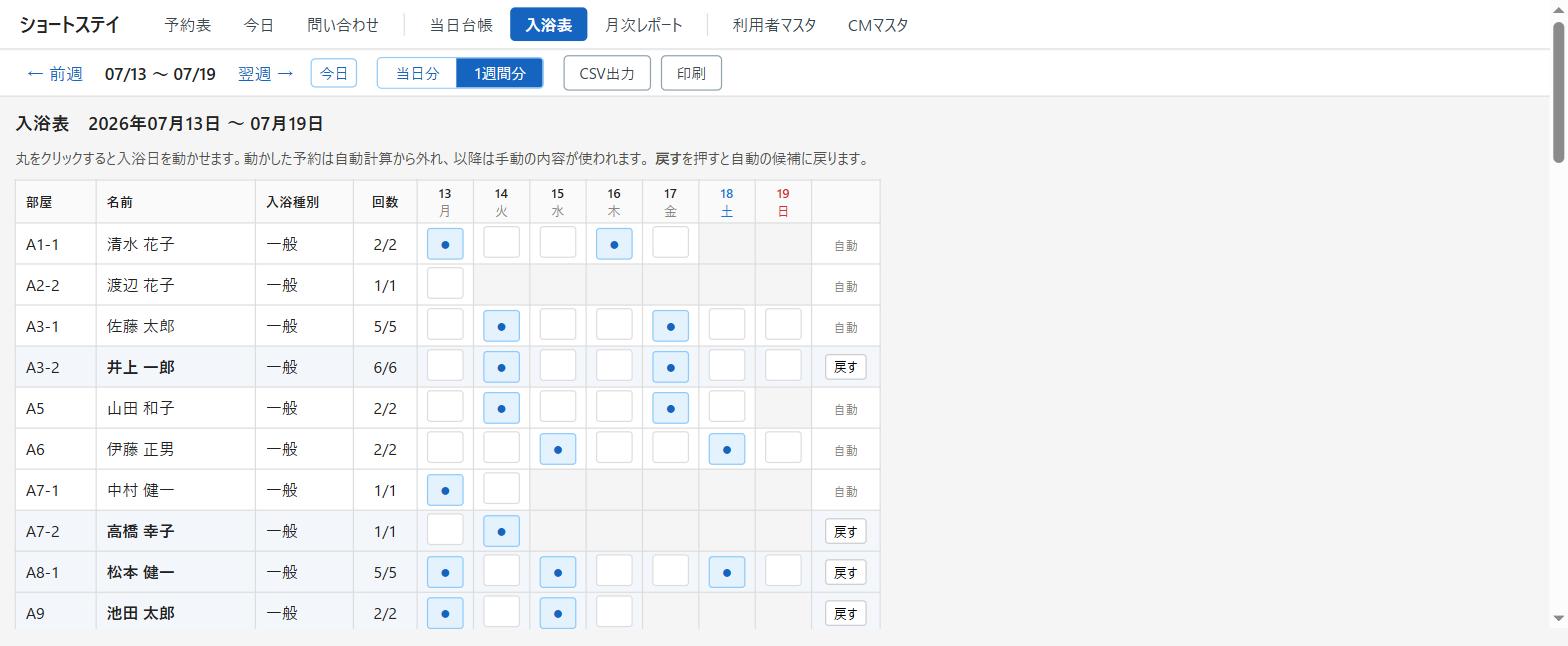 ショートステイ 予約表 今日 問い合わせ 当日台帳 入浴表 月次レポート 利用者マスタ CMマスタ
← 前週 07/13 ～ 07/19 翌週 → 今日 当日分 1週間分 CSV出力 印刷
入浴表 2026年07月13日 ～ 07月19日
丸をクリックすると入浴日を動かせます。動かした予約は自動計算から外れ、以降は手動の内容が使われます。 戻すを押すと自動の候補に戻ります。
部屋 名前 入浴種別 回数 13 14 15 16 17 18 19
月 火 水 木 金 土 日
A1-1 清水 花子 一般 2/2 ● ● 自動
A2-2 渡辺 花子 一般 1/1 自動
A3-1 佐藤 太郎 一般 5/5 ● ● 自動
A3-2 井上 一郎 一般 6/6 ● ● 戻す
A5 山田 和子 一般 2/2 ● ● 自動
A6 伊藤 正男 一般 2/2 ● ● 自動
A7-1 中村 健一 一般 1/1 ● 自動
A7-2 高橋 幸子 一般 1/1 ● 戻す
A8-1 松本 健一 一般 5/5 ● ● ● 戻す
A9 池田 太郎 一般 2/2 ● ● 戻す